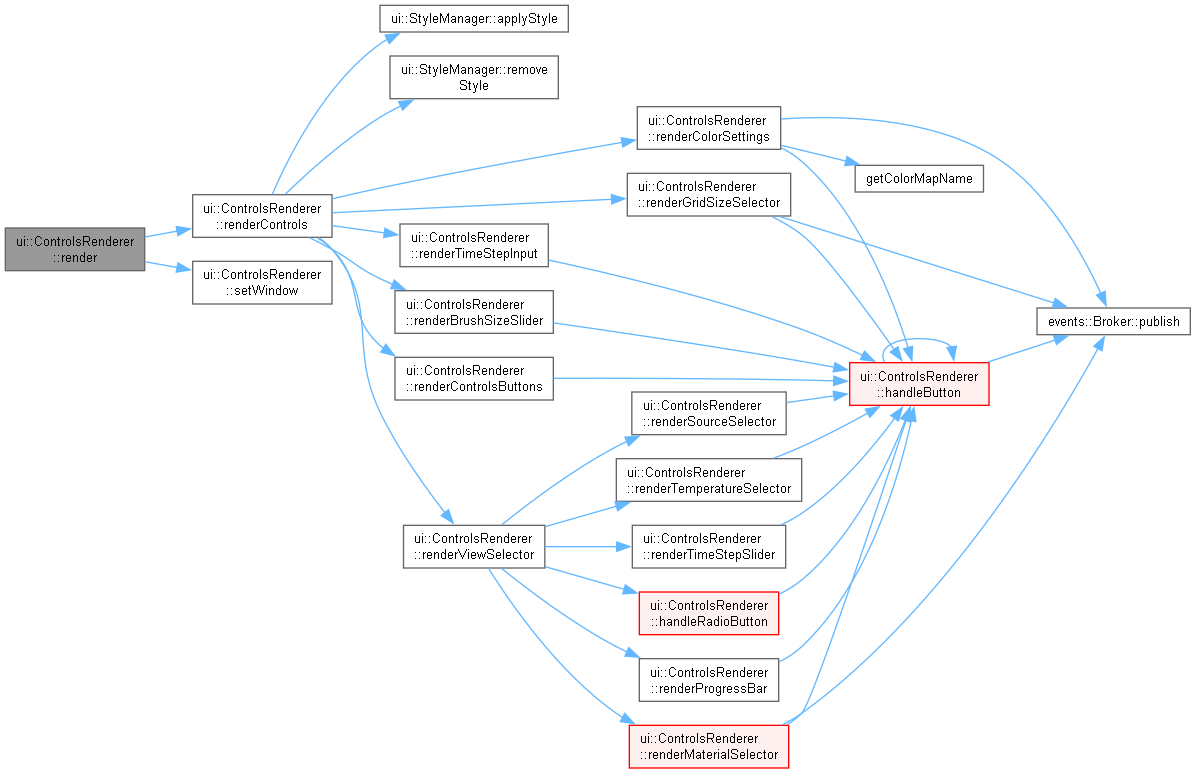 ui::StyleManager::applyStyle
ui::StyleManager::remove
Style
ui::ControlsRenderer
::renderColorSettings
getColorMapName
ui::ControlsRenderer
::renderGridSizeSelector
ui::ControlsRenderer
::renderControls
ui::ControlsRenderer
::render
ui::ControlsRenderer
::renderTimeStepInput
ui::ControlsRenderer
::setWindow
ui::ControlsRenderer
::renderBrushSizeSlider
events::Broker::publish
ui::ControlsRenderer
::renderControlsButtons
ui::ControlsRenderer
::handleButton
ui::ControlsRenderer
::renderSourceSelector
ui::ControlsRenderer
::renderTemperatureSelector
ui::ControlsRenderer
::renderViewSelector
ui::ControlsRenderer
::renderTimeStepSlider
ui::ControlsRenderer
::handleRadioButton
ui::ControlsRenderer
::renderProgressBar
ui::ControlsRenderer
::renderMaterialSelector